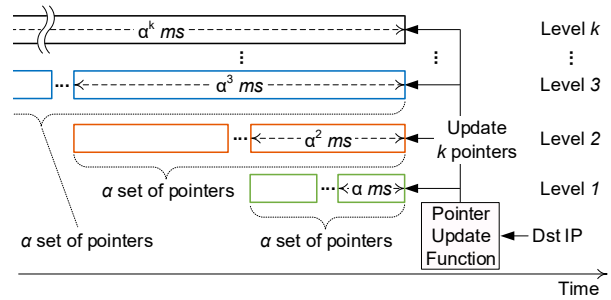 α^k ms
Level k
⋮
⋮
⋮
...
α^3 ms
Level 3
...
α^2 ms
Update
k pointers
Level 2
α set of pointers
...
α ms
Level 1
α set of pointers
α set of pointers
Pointer
Update
Function
Dst IP
Time